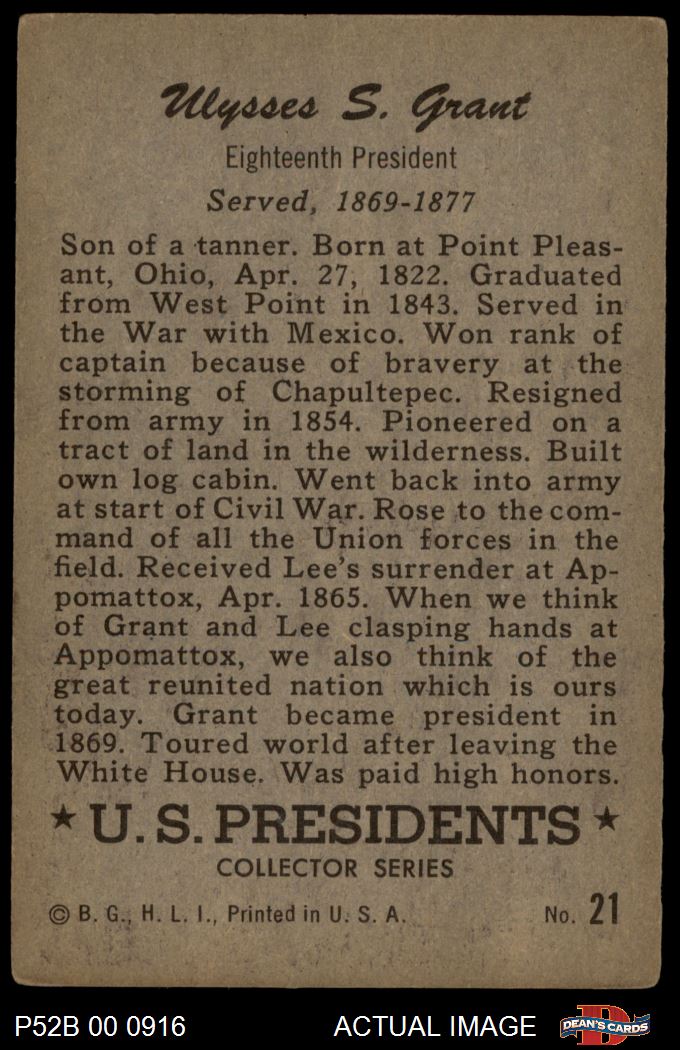 Ulysses S. Grant
Eighteenth President
Served, 1869-1877
Son of a tanner. Born at Point Pleas-
ant, Ohio, Apr. 27, 1822. Graduated
from West Point in 1843. Served in
the War with Mexico. Won rank of
captain because of bravery at the
storming of Chapultepec. Resigned
from army in 1854. Pioneered on a
tract of land in the wilderness. Built
own log cabin. Went back into army
at start of Civil War. Rose to the com-
mand of all the Union forces in the
field. Received Lee's surrender at Ap-
pomattox, Apr. 1865. When we think
of Grant and Lee clasping hands at
Appomattox, we also think of the
great reunited nation which is ours
today. Grant became president in
1869. Toured world after leaving the
White House. Was paid high honors.
★ U.S. PRESIDENTS ★
COLLECTOR SERIES
© B. G., H. L. I., Printed in U. S. A. No. 21
P52B 00 0916 ACTUAL IMAGE DEAN'S CARDS